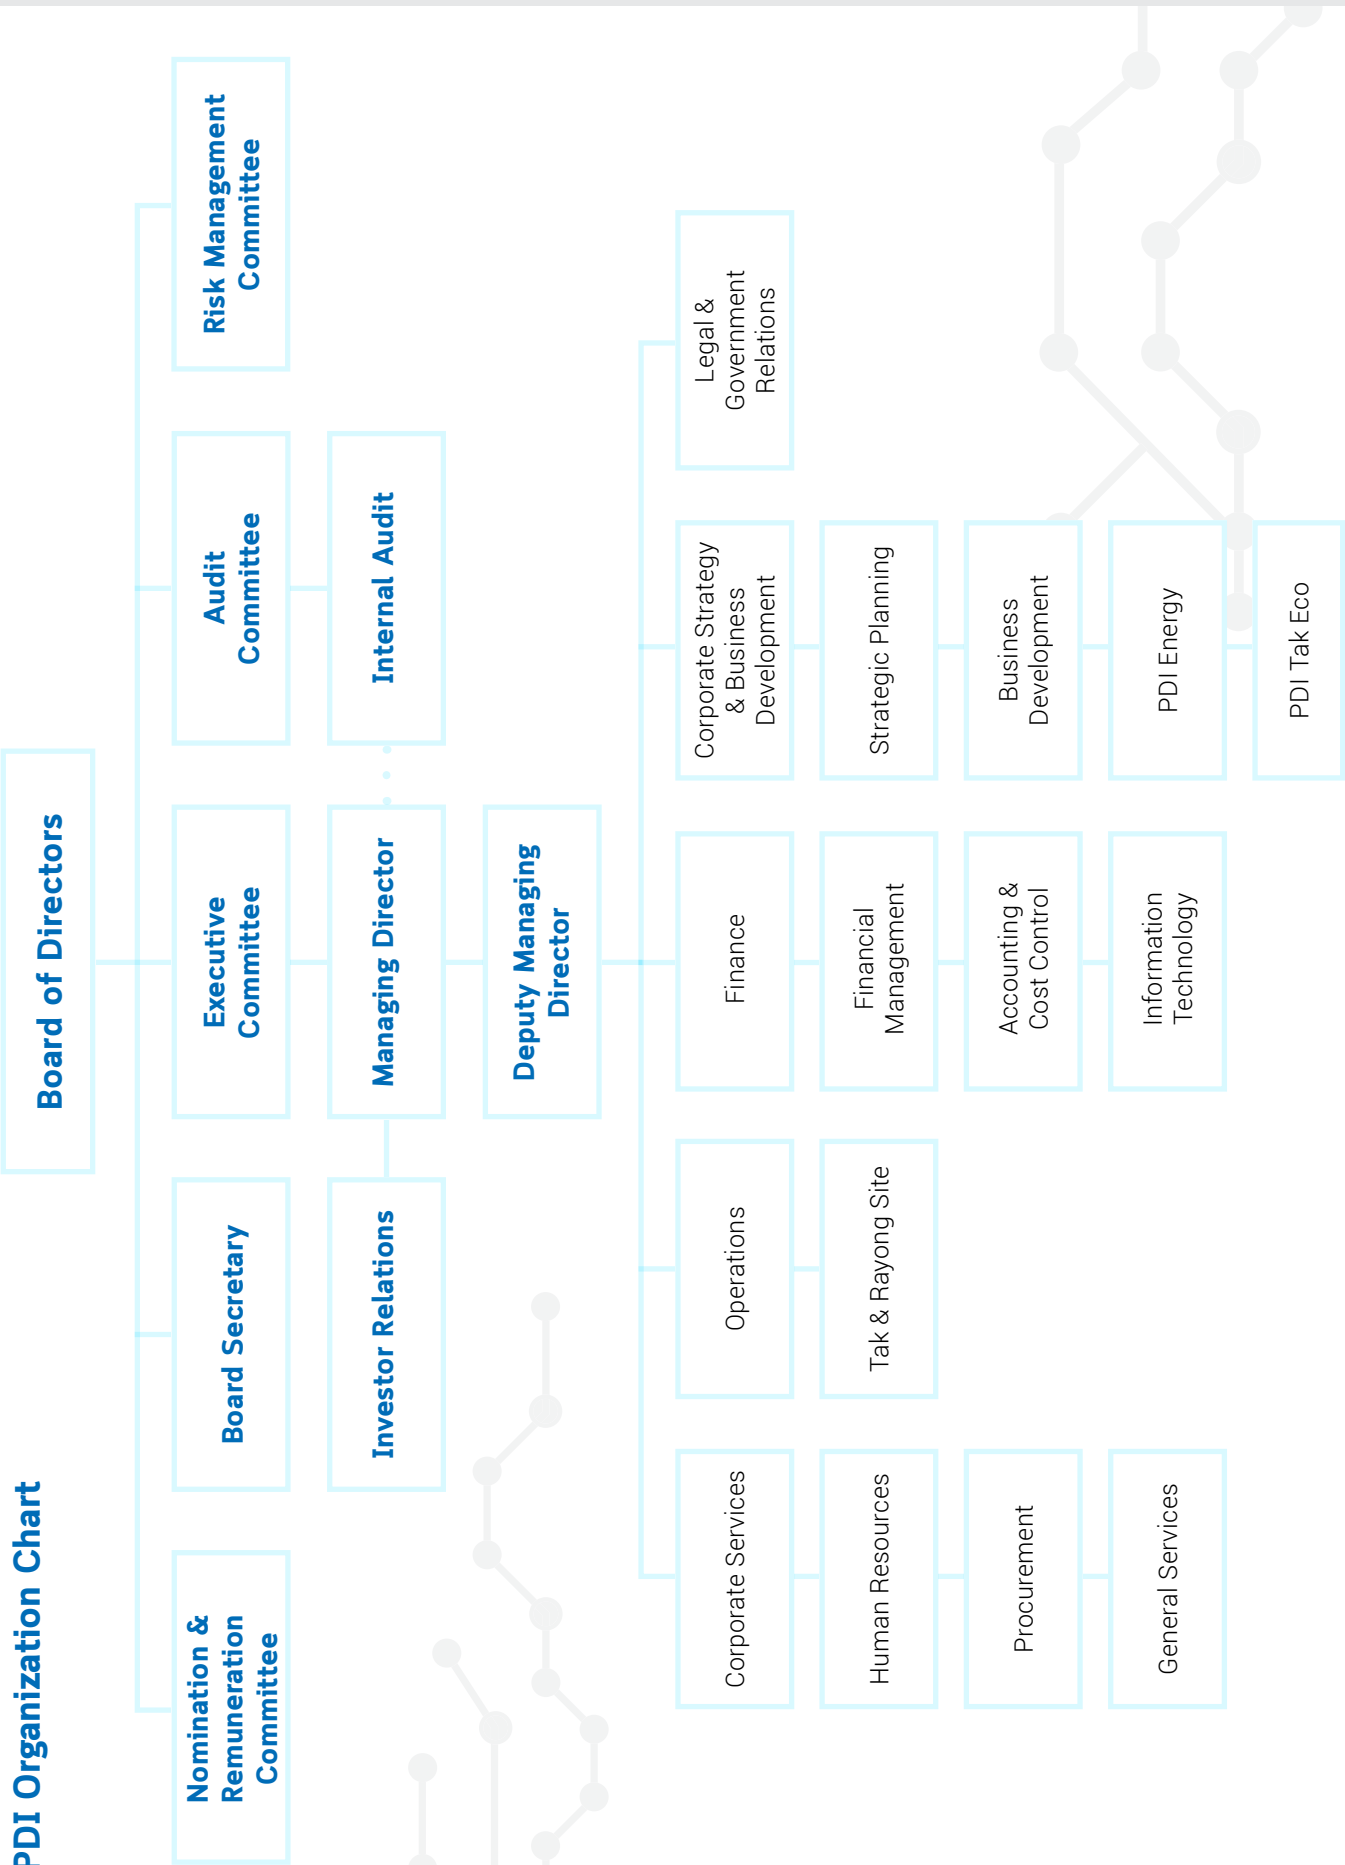 PDI Organization Chart
Board of Directors
Nomination &
Remuneration
Committee
Board Secretary
Executive
Committee
Audit
Committee
Risk Management
Committee
Investor Relations
Managing Director
Internal Audit
Deputy Managing
Director
Corporate Services
Operations
Finance
Corporate Strategy
& Business
Development
Legal &
Government
Relations
Human Resources
Tak & Rayong Site
Financial
Management
Strategic Planning
Procurement
Accounting &
Cost Control
Business
Development
General Services
Information
Technology
PDI Energy
PDI Tak Eco